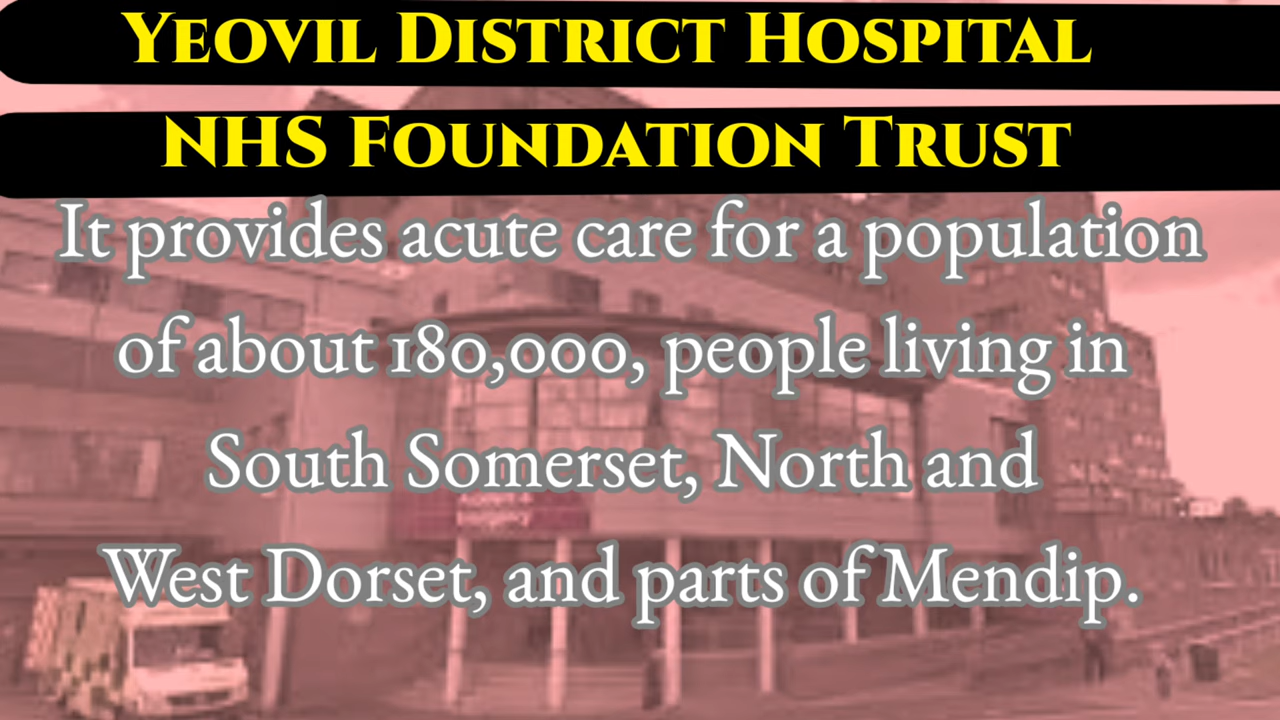 Yeovil District Hospital
NHS Foundation Trust
It provides acute care for a population
of about 180,000, people living in
South Somerset, North and
West Dorset, and parts of Mendip.